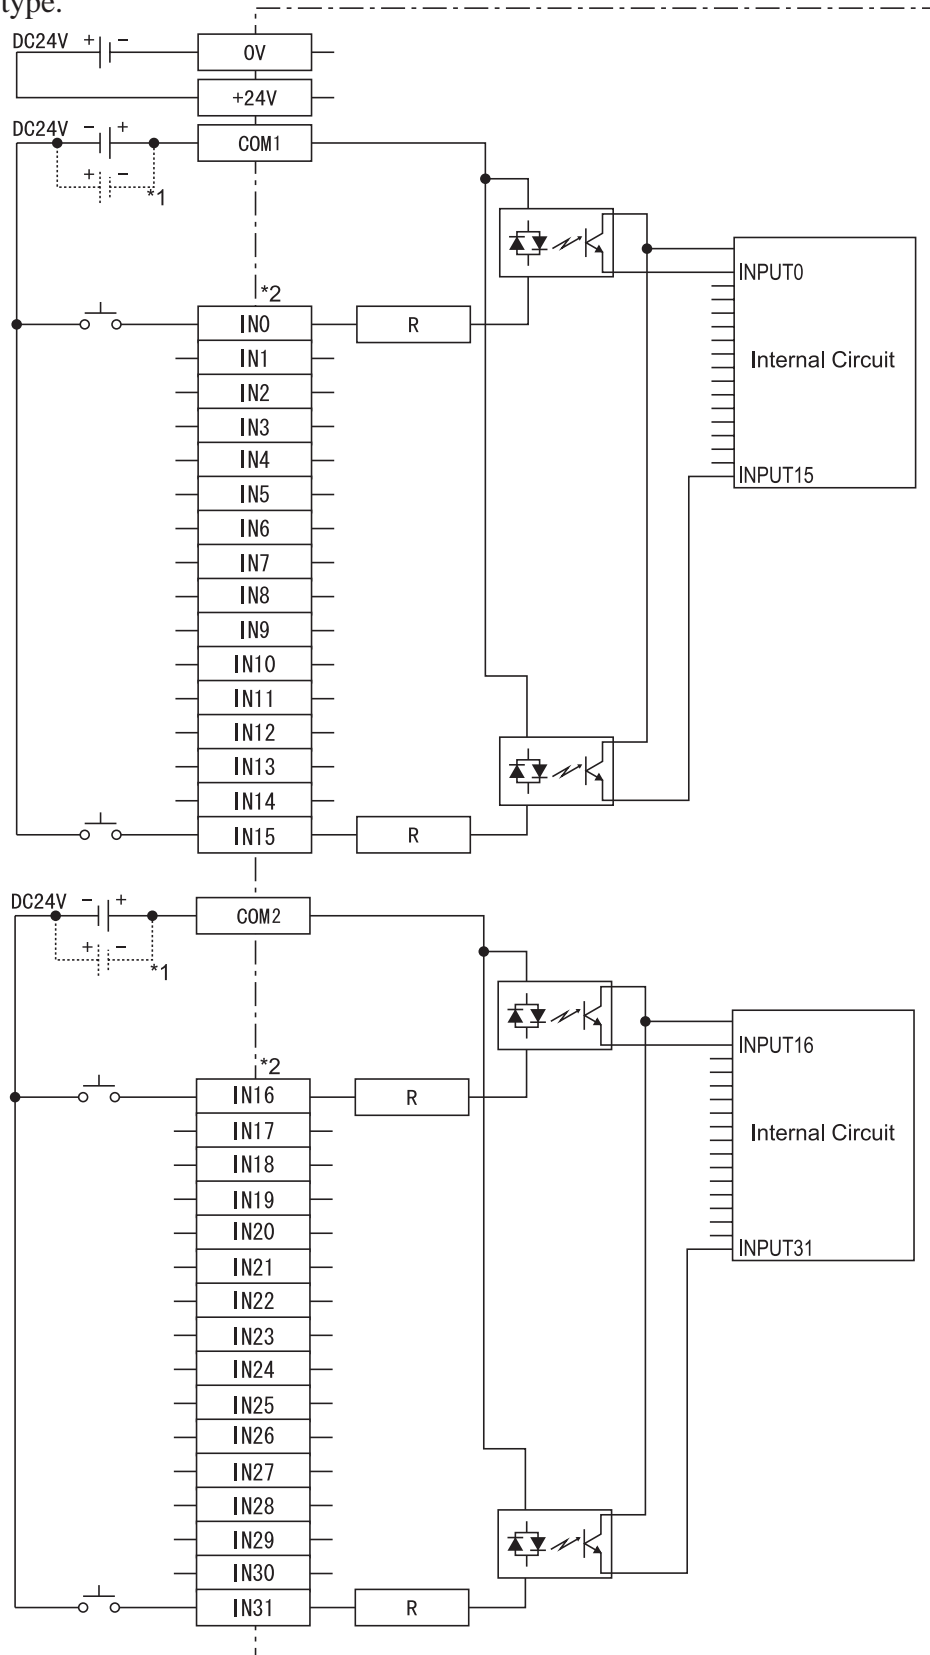 type.
DC24V + −
0V
+24V
DC24V − +
COM1
+ −
*1
*2
IN0 R
IN1
IN2
IN3
IN4
IN5
IN6
IN7
IN8
IN9
IN10
IN11
IN12
IN13
IN14
IN15 R
INPUT0
Internal Circuit
INPUT15
DC24V − +
COM2
+ −
*1
*2
IN16 R
IN17
IN18
IN19
IN20
IN21
IN22
IN23
IN24
IN25
IN26
IN27
IN28
IN29
IN30
IN31 R
INPUT16
Internal Circuit
INPUT31